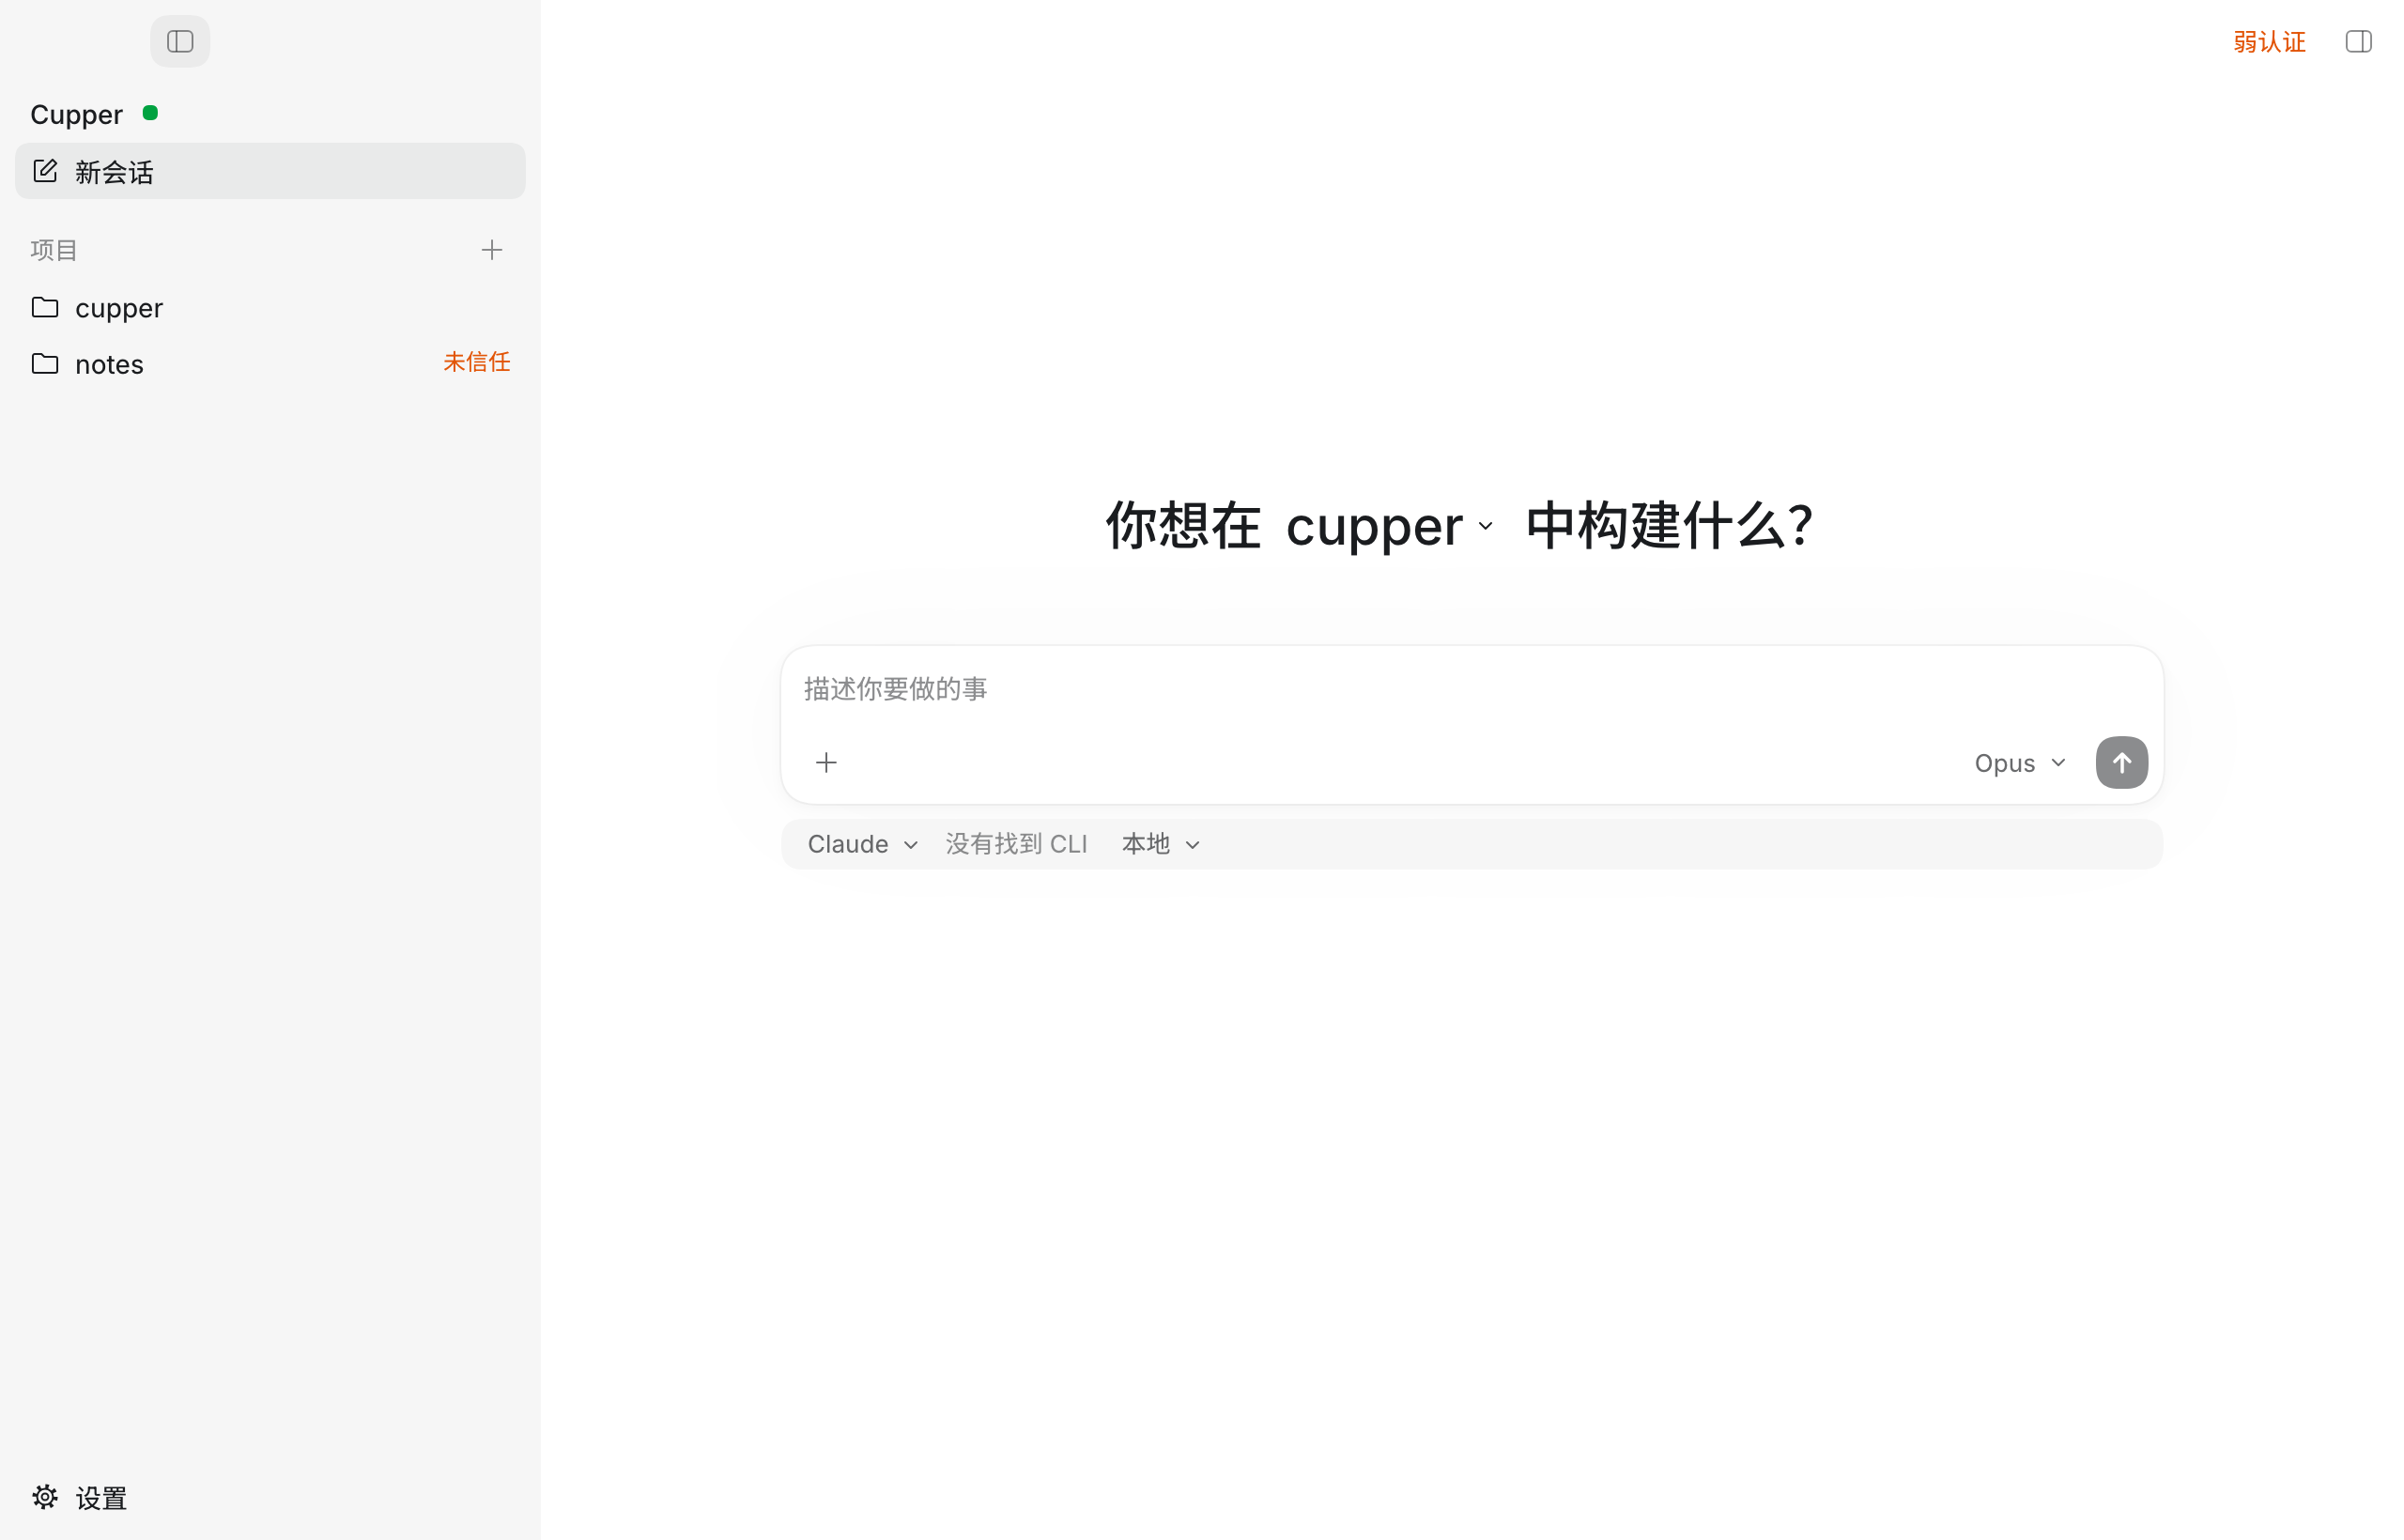 弱认证
Cupper
新会话
项目
cupper
notes 未信任
你想在 cupper 中构建什么？
描述你要做的事
Opus
Claude 没有找到 CLI 本地
设置